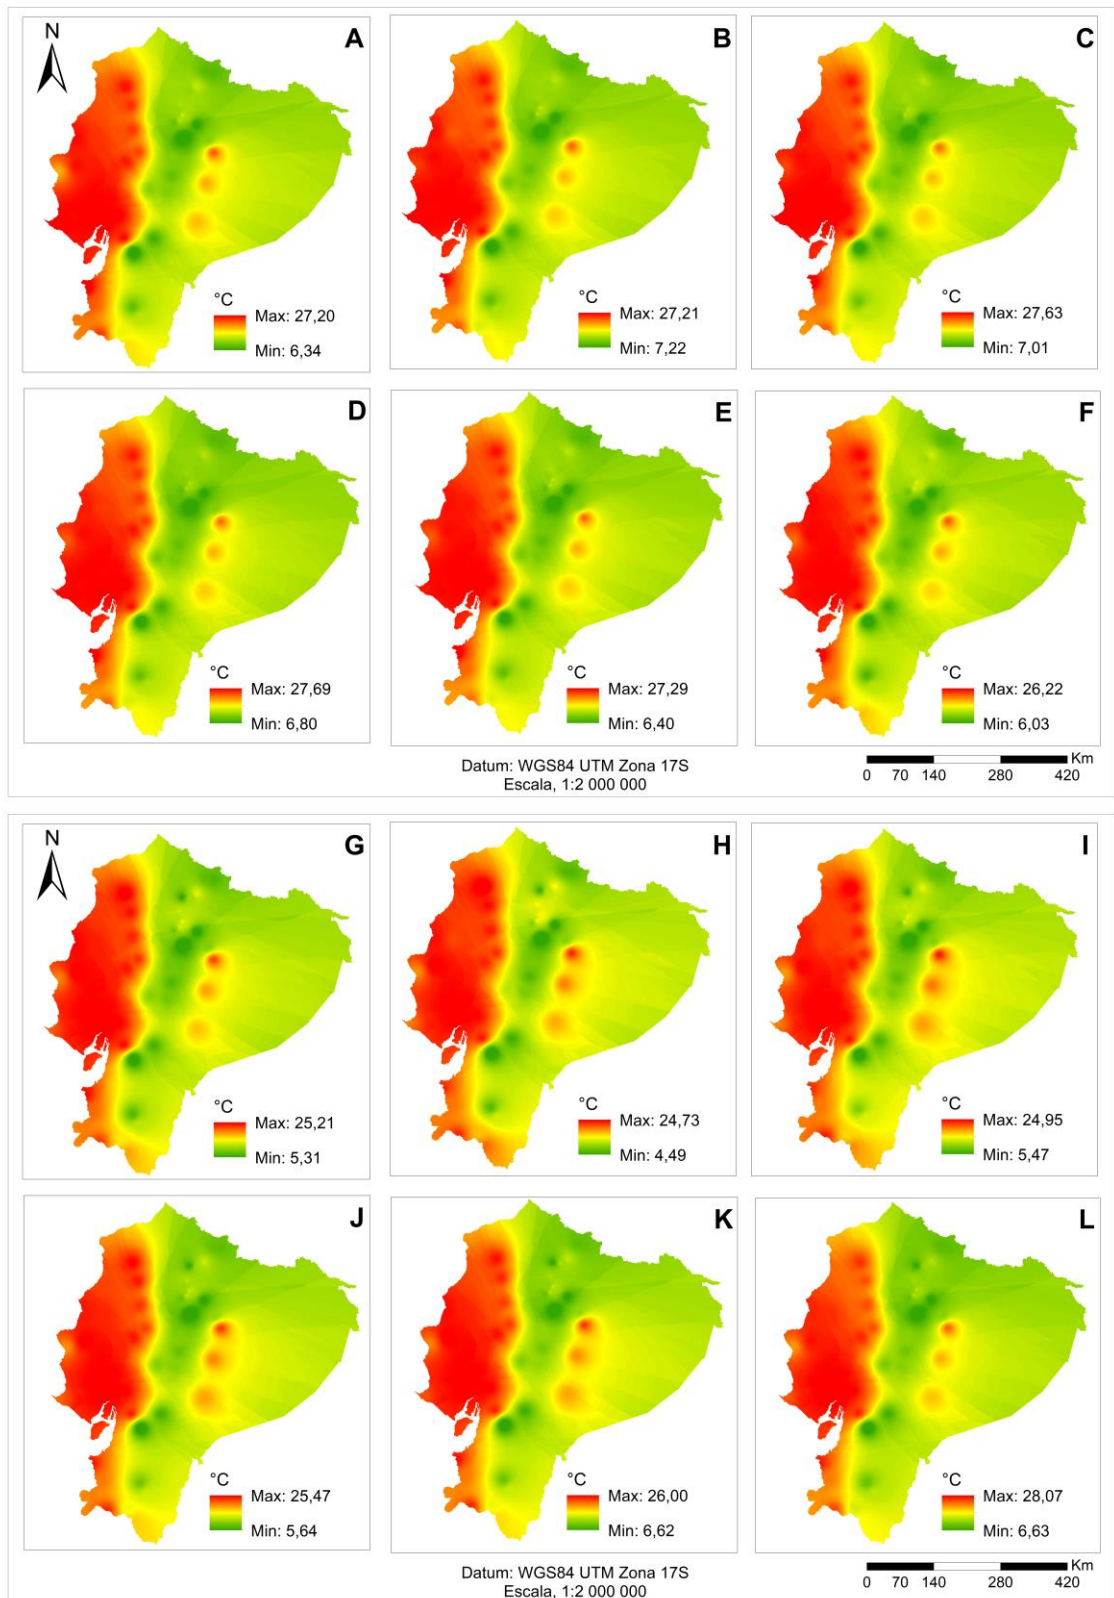 N
A
°C
Max: 27,20
Min: 6,34
B
°C
Max: 27,21
Min: 7,22
C
°C
Max: 27,63
Min: 7,01
D
°C
Max: 27,69
Min: 6,80
E
°C
Max: 27,29
Min: 6,40
F
°C
Max: 26,22
Min: 6,03
Datum: WGS84 UTM Zona 17S
Escala, 1:2 000 000
Km
0 70 140 280 420
N
G
°C
Max: 25,21
Min: 5,31
H
°C
Max: 24,73
Min: 4,49
I
°C
Max: 24,95
Min: 5,47
J
°C
Max: 25,47
Min: 5,64
K
°C
Max: 26,00
Min: 6,62
L
°C
Max: 28,07
Min: 6,63
Datum: WGS84 UTM Zona 17S
Escala, 1:2 000 000
Km
0 70 140 280 420